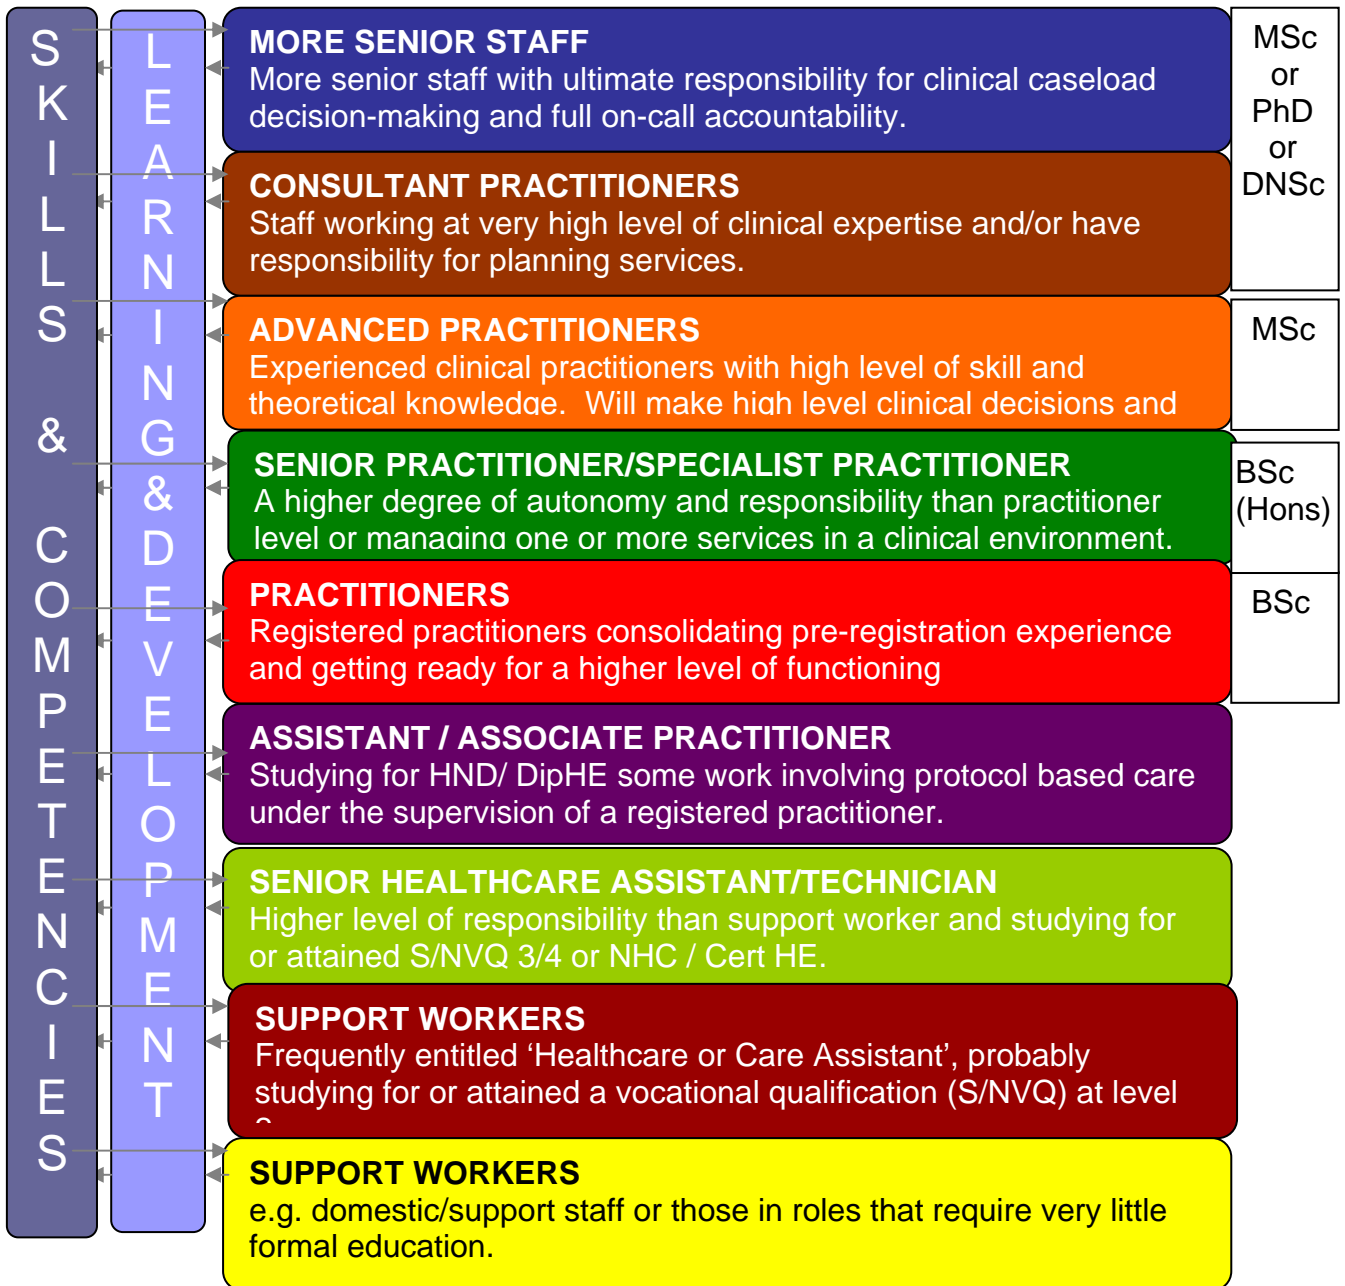 SKILLS & COMPETENCIES
LEARNING&DEVELOPMENT
MORE SENIOR STAFF
More senior staff with ultimate responsibility for clinical caseload
decision-making and full on-call accountability.
MSc
or
PhD
or
DNSc
CONSULTANT PRACTITIONERS
Staff working at very high level of clinical expertise and/or have
responsibility for planning services.
ADVANCED PRACTITIONERS
Experienced clinical practitioners with high level of skill and
theoretical knowledge.  Will make high level clinical decisions and
MSc
SENIOR PRACTITIONER/SPECIALIST PRACTITIONER
A higher degree of autonomy and responsibility than practitioner
level or managing one or more services in a clinical environment.
BSc
(Hons)
PRACTITIONERS
Registered practitioners consolidating pre-registration experience
and getting ready for a higher level of functioning
BSc
ASSISTANT / ASSOCIATE PRACTITIONER
Studying for HND/ DipHE some work involving protocol based care
under the supervision of a registered practitioner.
SENIOR HEALTHCARE ASSISTANT/TECHNICIAN
Higher level of responsibility than support worker and studying for
or attained S/NVQ 3/4 or NHC / Cert HE.
SUPPORT WORKERS
Frequently entitled ‘Healthcare or Care Assistant’, probably
studying for or attained a vocational qualification (S/NVQ) at level
SUPPORT WORKERS
e.g. domestic/support staff or those in roles that require very little
formal education.